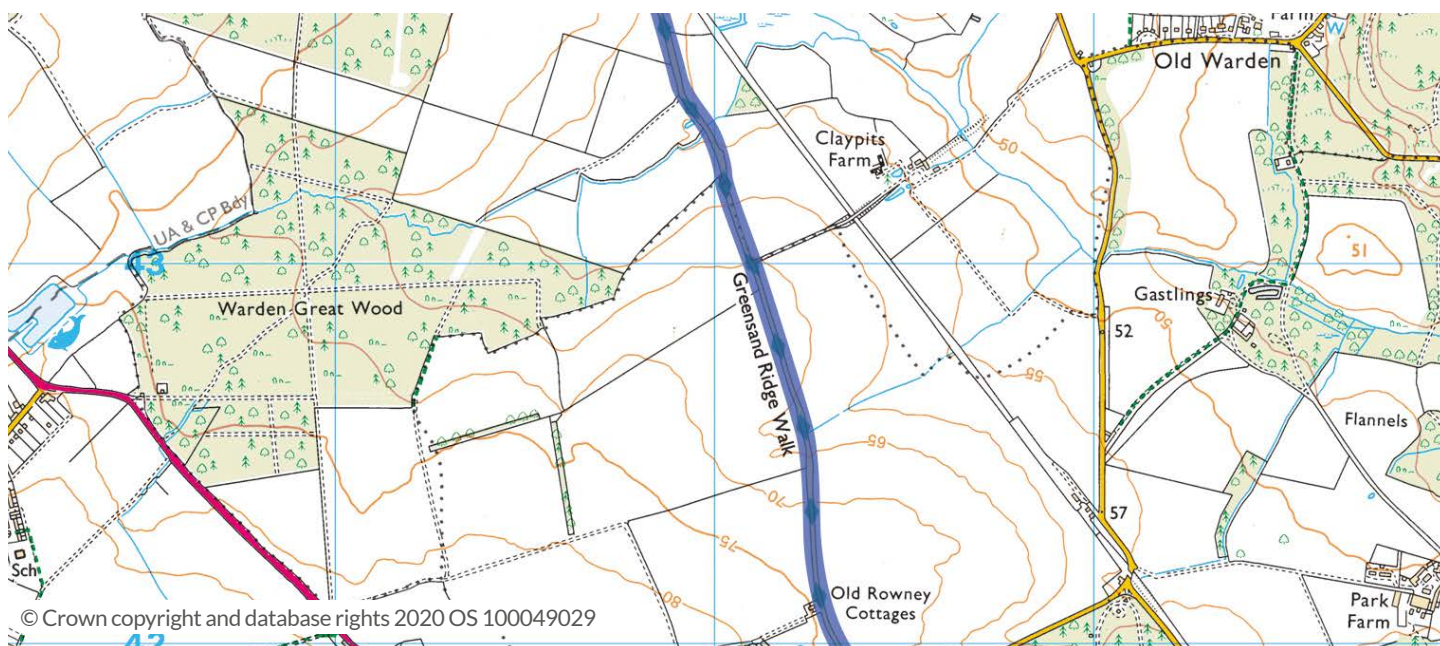 Farm
W
Old Warden
Claypits
Farm
50
UA & CP Bdy
43
51
Greensand Ridge Walk
Gastlings
Warden Great Wood
50
52
55
Flannels
65
70
57
75
Sch
80
Old Rowney
Cottages
Park
Farm
© Crown copyright and database rights 2020 OS 100049029
42